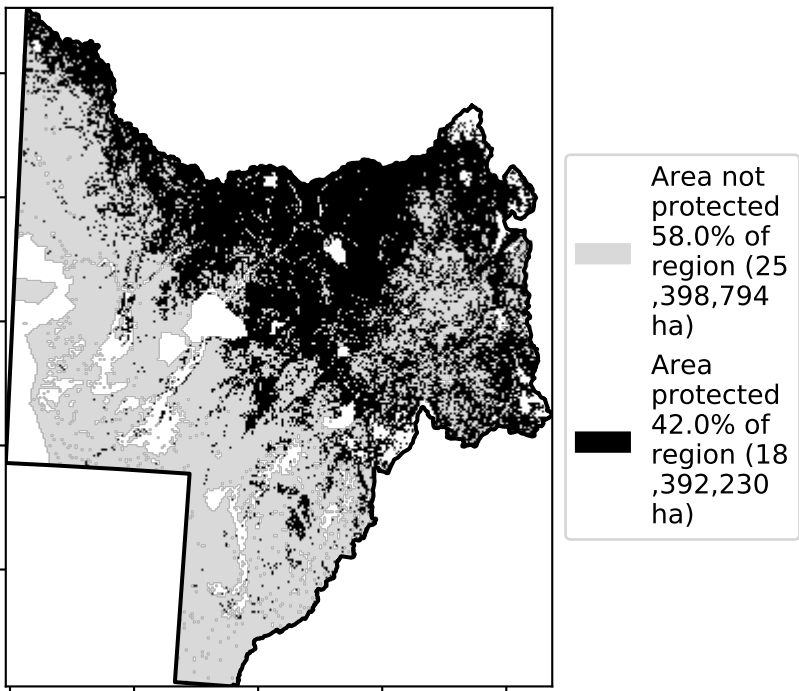 Area not
protected
58.0% of
region (25
,398,794
ha)
Area
protected
42.0% of
region (18
,392,230
ha)